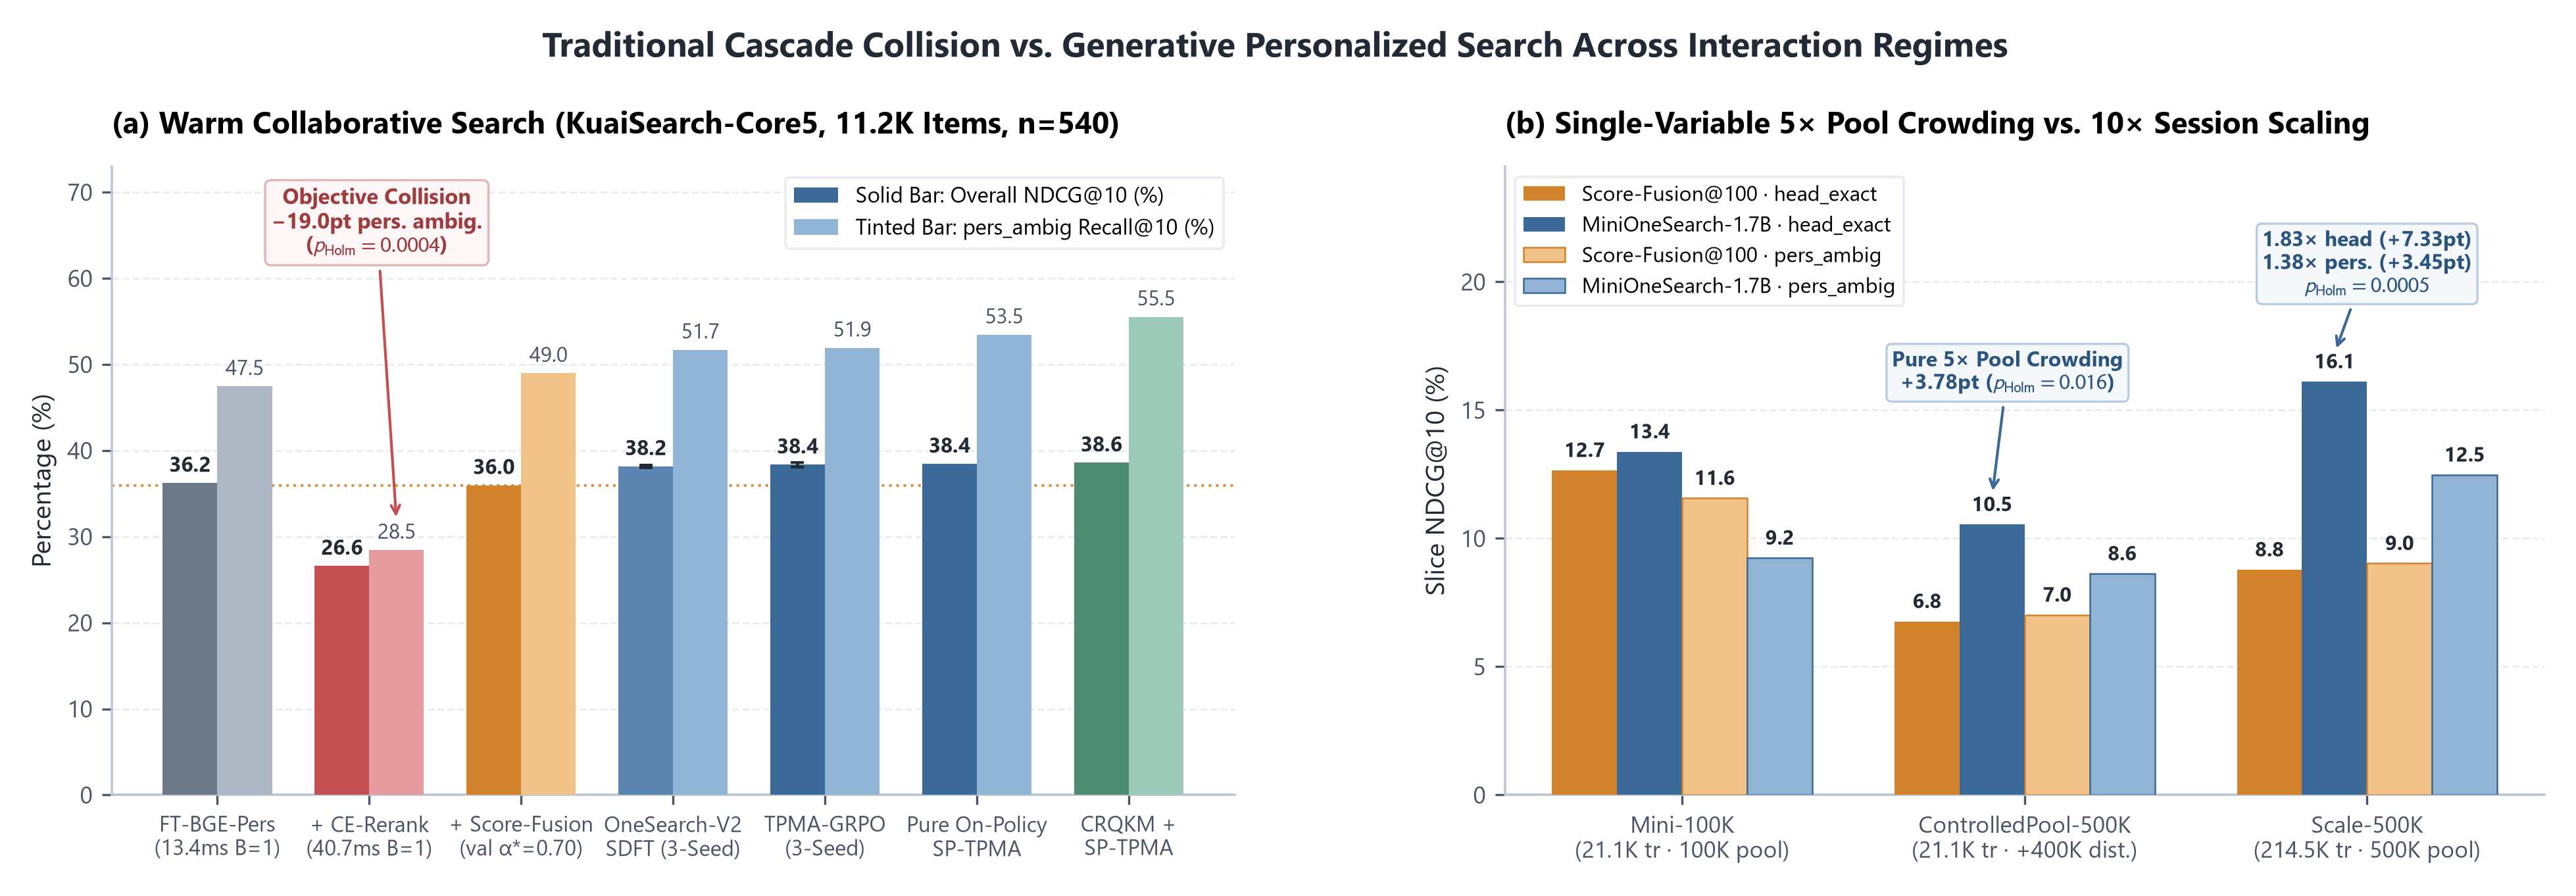 Traditional Cascade Collision vs. Generative Personalized Search Across Interaction Regimes
(a) Warm Collaborative Search (KuaiSearch-Core5, 11.2K Items, n=540)
Percentage (%)
70
60
50
40
30
20
10
0
Objective Collision
−19.0pt pers. ambig.
(pHolm = 0.0004)
Solid Bar: Overall NDCG@10 (%)
Tinted Bar: pers_ambig Recall@10 (%)
36.2
47.5
26.6
28.5
36.0
49.0
38.2
51.7
38.4
51.9
38.4
53.5
38.6
55.5
FT-BGE-Pers
(13.4ms B=1)
+ CE-Rerank
(40.7ms B=1)
+ Score-Fusion
(val α*=0.70)
OneSearch-V2
SDFT (3-Seed)
TPMA-GRPO
(3-Seed)
Pure On-Policy
SP-TPMA
CRQKM +
SP-TPMA
(b) Single-Variable 5× Pool Crowding vs. 10× Session Scaling
Slice NDCG@10 (%)
20
15
10
5
0
Score-Fusion@100 · head_exact
MiniOneSearch-1.7B · head_exact
Score-Fusion@100 · pers_ambig
MiniOneSearch-1.7B · pers_ambig
Pure 5× Pool Crowding
+3.78pt (pHolm = 0.016)
1.83× head (+7.33pt)
1.38× pers. (+3.45pt)
pHolm = 0.0005
12.7
13.4
11.6
9.2
6.8
10.5
7.0
8.6
8.8
16.1
9.0
12.5
Mini-100K
(21.1K tr · 100K pool)
ControlledPool-500K
(21.1K tr · +400K dist.)
Scale-500K
(214.5K tr · 500K pool)